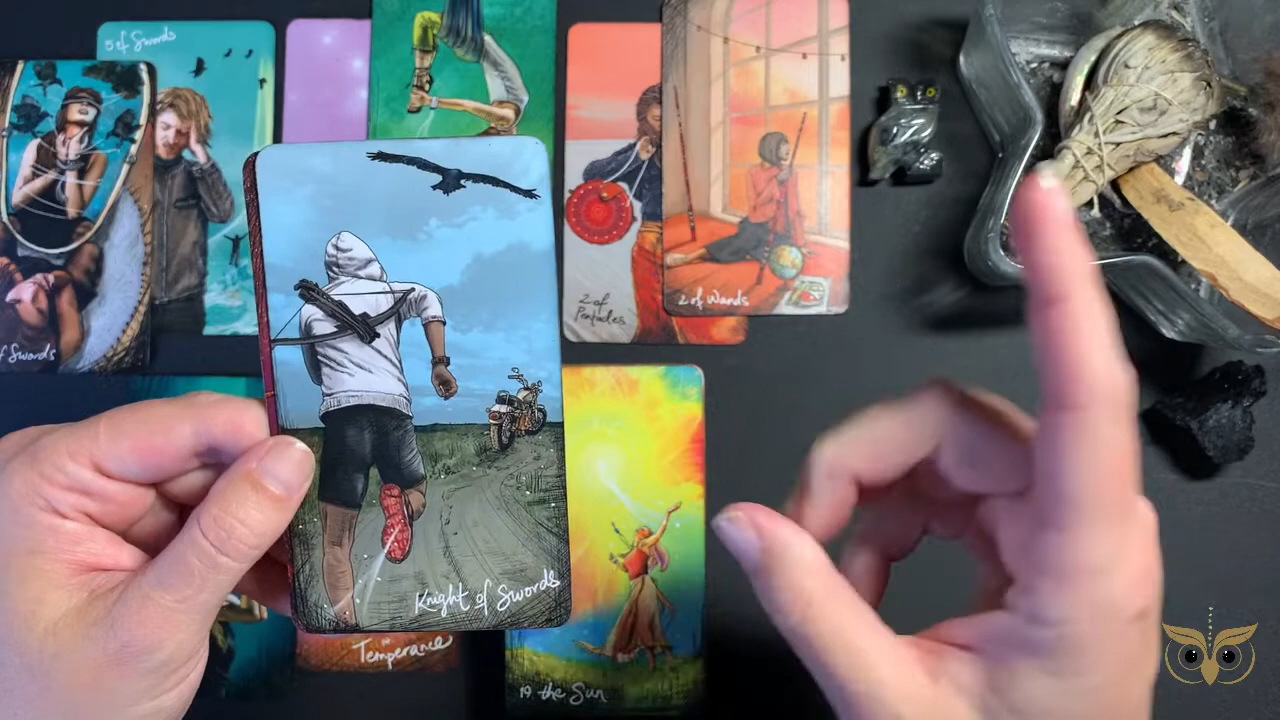 5 of Swords
f Swords
2 of
Pentacles
2 of Wands
Knight of Swords
Temperance
19 the Sun